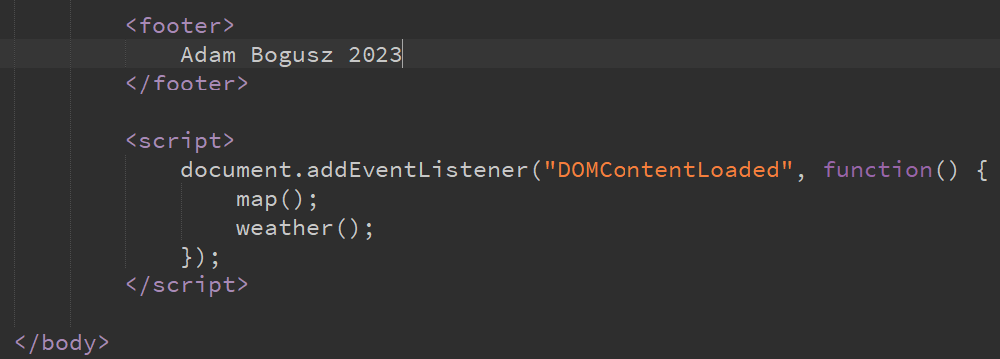 <footer>
Adam Bogusz 2023
</footer>
<script>
document.addEventListener("DOMContentLoaded", function() {
map();
weather();
});
</script>
</body>